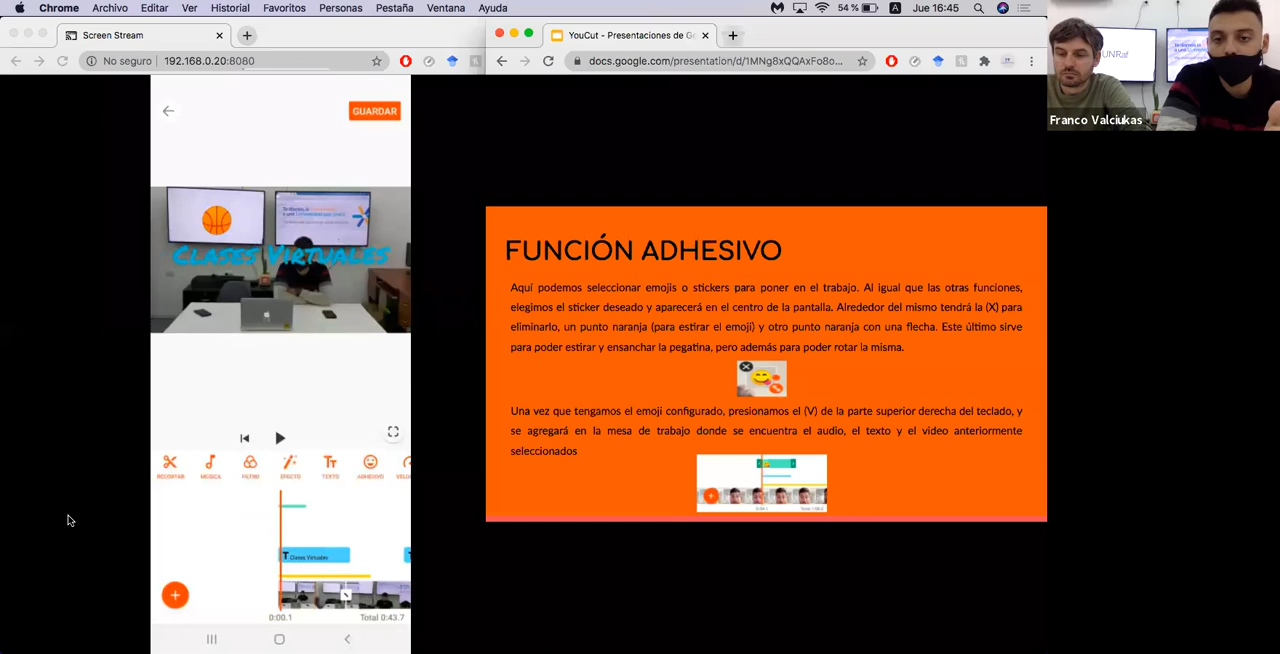 Chrome Archivo Editar Ver Historial Favoritos Personas Pestaña Ventana Ayuda
54 % A Jue 16:45
Screen Stream
YouCut - Presentaciones de Go
No seguro 192.168.0.20:8080
docs.google.com/presentation/d/1MNg8xQQAxFo8o...
UNRaf
Franco Valciukas
GUARDAR
Clases Virtuales
RECORTAR MÚSICA FILTRO EFECTO TEXTO ADHESIVO
T Clases Virtuales
T
0:00.1 Total 0:43.7
FUNCIÓN ADHESIVO
Aquí podemos seleccionar emojis o stickers para poner en el trabajo. Al igual que las otras funciones,
elegimos el sticker deseado y aparecerá en el centro de la pantalla. Alrededor del mismo tendrá la (X) para
eliminarlo, un punto naranja (para estirar el emoji) y otro punto naranja con una flecha. Este último sirve
para poder estirar y ensanchar la pegatina, pero además para poder rotar la misma.
Una vez que tengamos el emoji configurado, presionamos el (V) de la parte superior derecha del teclado, y
se agregará en la mesa de trabajo donde se encuentra el audio, el texto y el video anteriormente
seleccionados